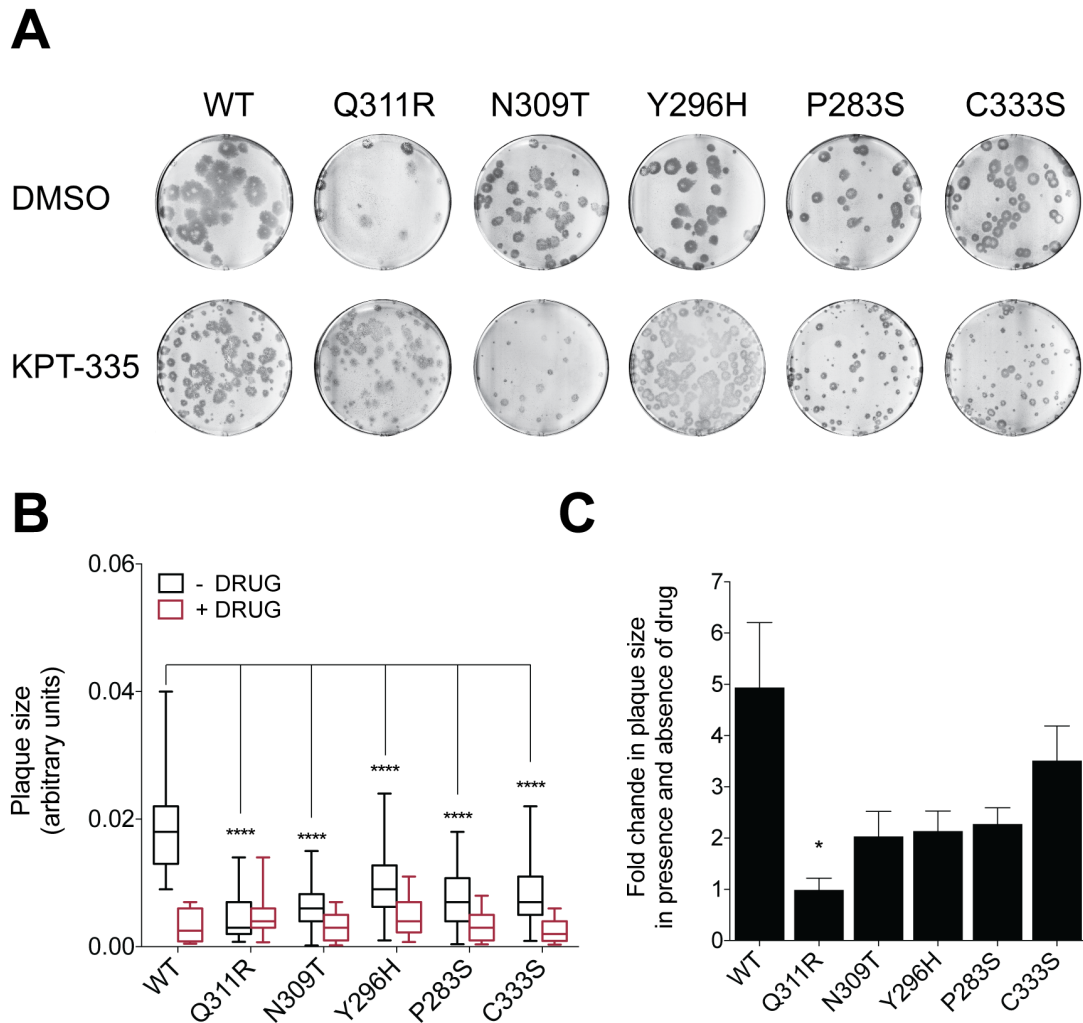 A
WT Q311R N309T Y296H P283S C333S
DMSO
KPT-335
B
Plaque size
(arbitrary units)
0.06
0.04
0.02
0.00
- DRUG
+ DRUG
****
****
****
****
****
WT Q311R N309T Y296H P283S C333S
C
Fold chande in plaque size
in presence and absence of drug
7
6
5
4
3
2
1
0
*
WT Q311R N309T Y296H P283S C333S